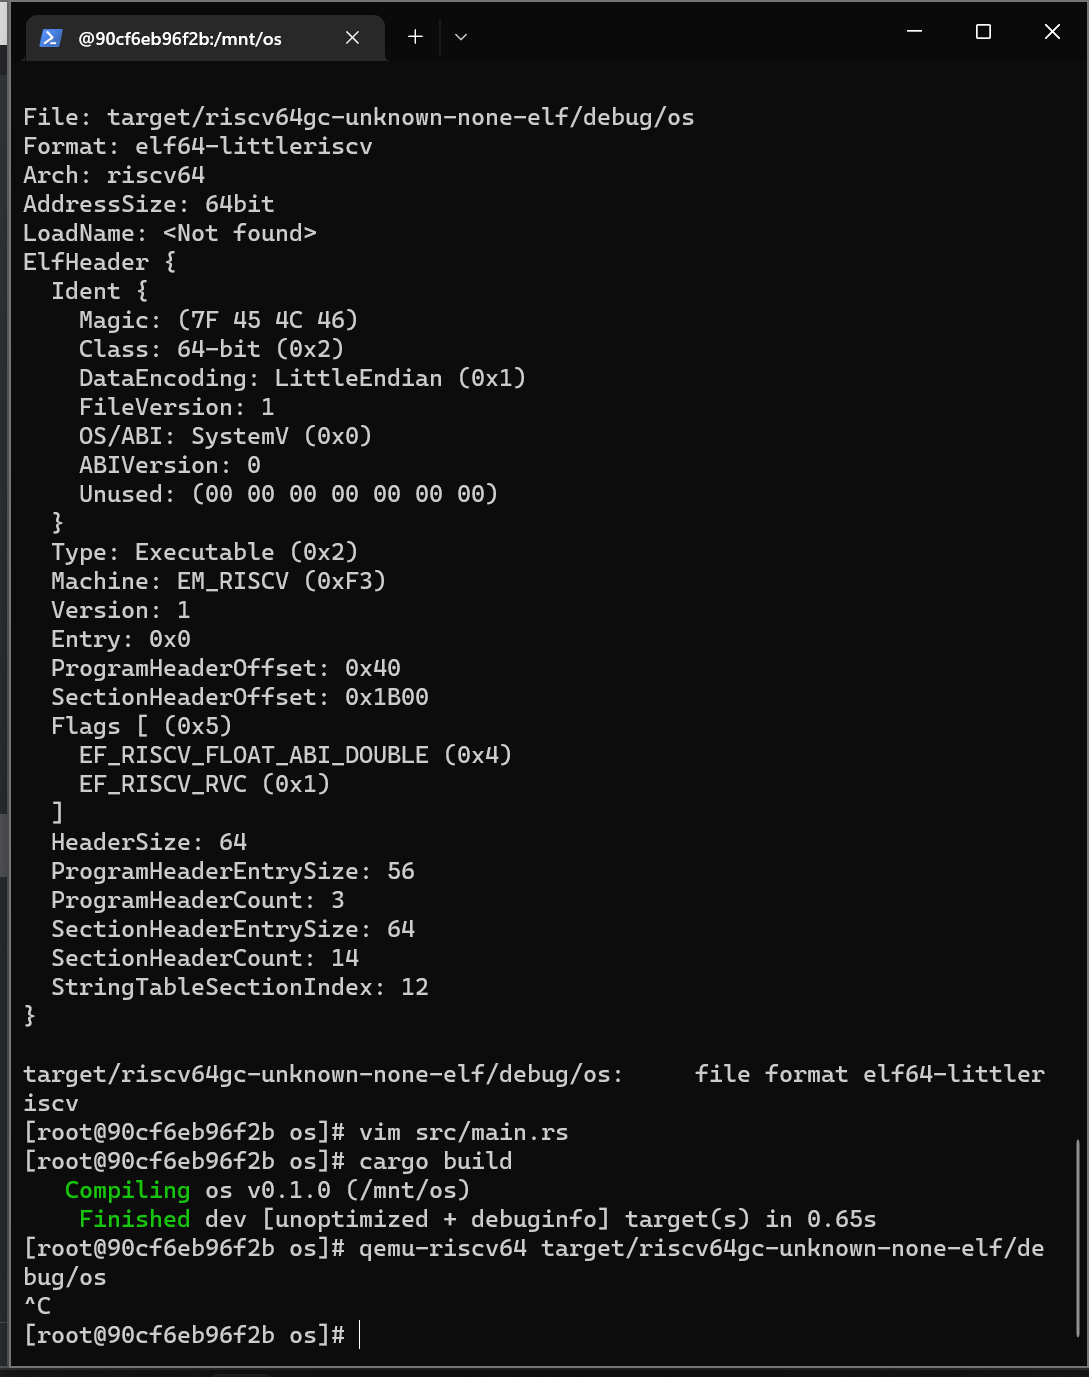 @90cf6eb96f2b:/mnt/os
File: target/riscv64gc-unknown-none-elf/debug/os
Format: elf64-littleriscv
Arch: riscv64
AddressSize: 64bit
LoadName: <Not found>
ElfHeader {
  Ident {
    Magic: (7F 45 4C 46)
    Class: 64-bit (0x2)
    DataEncoding: LittleEndian (0x1)
    FileVersion: 1
    OS/ABI: SystemV (0x0)
    ABIVersion: 0
    Unused: (00 00 00 00 00 00 00)
  }
  Type: Executable (0x2)
  Machine: EM_RISCV (0xF3)
  Version: 1
  Entry: 0x0
  ProgramHeaderOffset: 0x40
  SectionHeaderOffset: 0x1B00
  Flags [ (0x5)
    EF_RISCV_FLOAT_ABI_DOUBLE (0x4)
    EF_RISCV_RVC (0x1)
  ]
  HeaderSize: 64
  ProgramHeaderEntrySize: 56
  ProgramHeaderCount: 3
  SectionHeaderEntrySize: 64
  SectionHeaderCount: 14
  StringTableSectionIndex: 12
}
target/riscv64gc-unknown-none-elf/debug/os:     file format elf64-littler
iscv
[root@90cf6eb96f2b os]# vim src/main.rs
[root@90cf6eb96f2b os]# cargo build
   Compiling os v0.1.0 (/mnt/os)
    Finished dev [unoptimized + debuginfo] target(s) in 0.65s
[root@90cf6eb96f2b os]# qemu-riscv64 target/riscv64gc-unknown-none-elf/de
bug/os
^C
[root@90cf6eb96f2b os]#